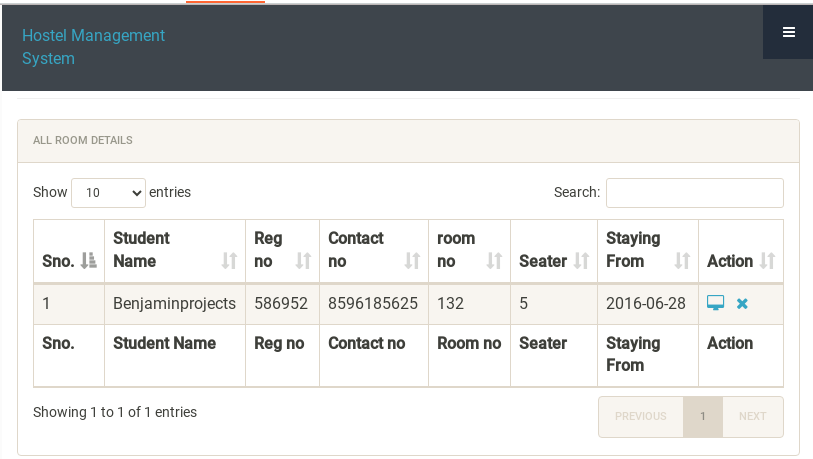 Hostel Management
System
ALL ROOM DETAILS
Show 10 entries Search:
Sno. Student Name Reg no Contact no room no Seater Staying From Action
1 Benjaminprojects 586952 8596185625 132 5 2016-06-28
Sno. Student Name Reg no Contact no Room no Seater Staying From Action
Showing 1 to 1 of 1 entries PREVIOUS 1 NEXT